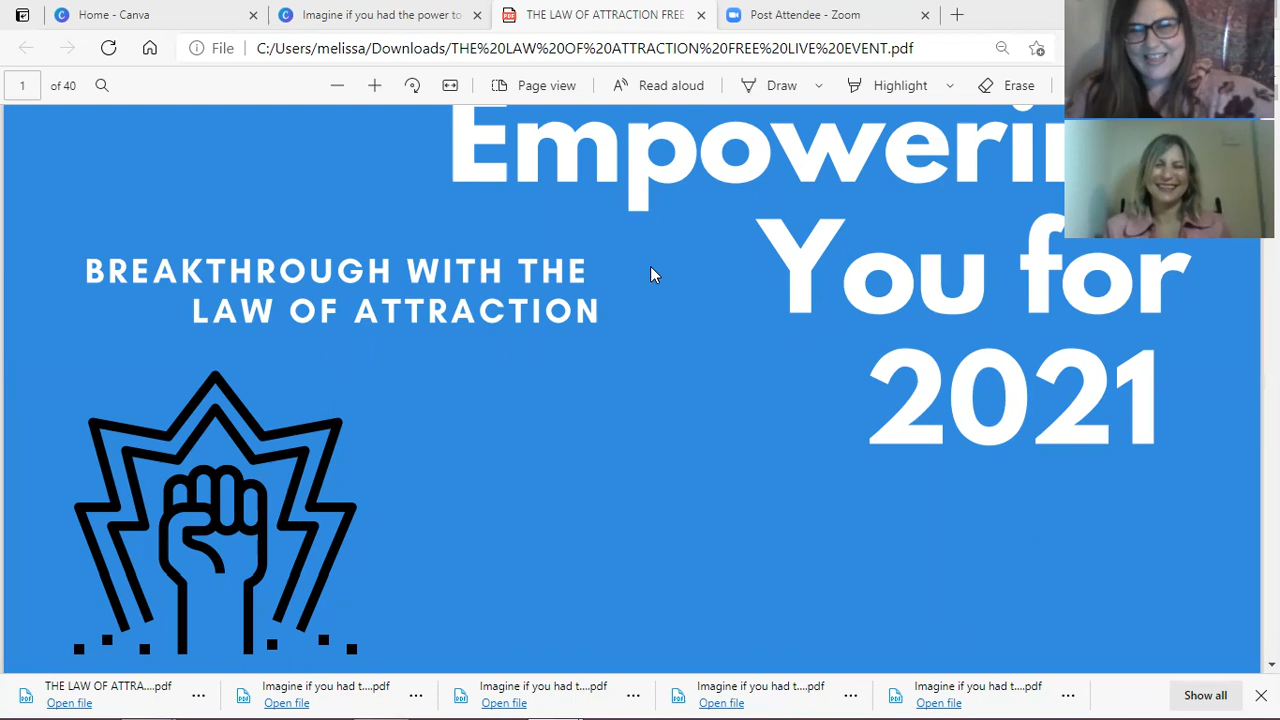 Home - Canva
Imagine if you had the power to
THE LAW OF ATTRACTION FREE
Post Attendee - Zoom
File
C:/Users/melissa/Downloads/THE%20LAW%20OF%20ATTRACTION%20FREE%20LIVE%20EVENT.pdf
1 of 40
Page view
Read aloud
Draw
Highlight
Erase
Empowerin
You for
2021
BREAKTHROUGH WITH THE
LAW OF ATTRACTION
THE LAW OF ATTRA....pdf
Open file
Imagine if you had t....pdf
Open file
Imagine if you had t....pdf
Open file
Imagine if you had t....pdf
Open file
Imagine if you had t....pdf
Open file
Show all